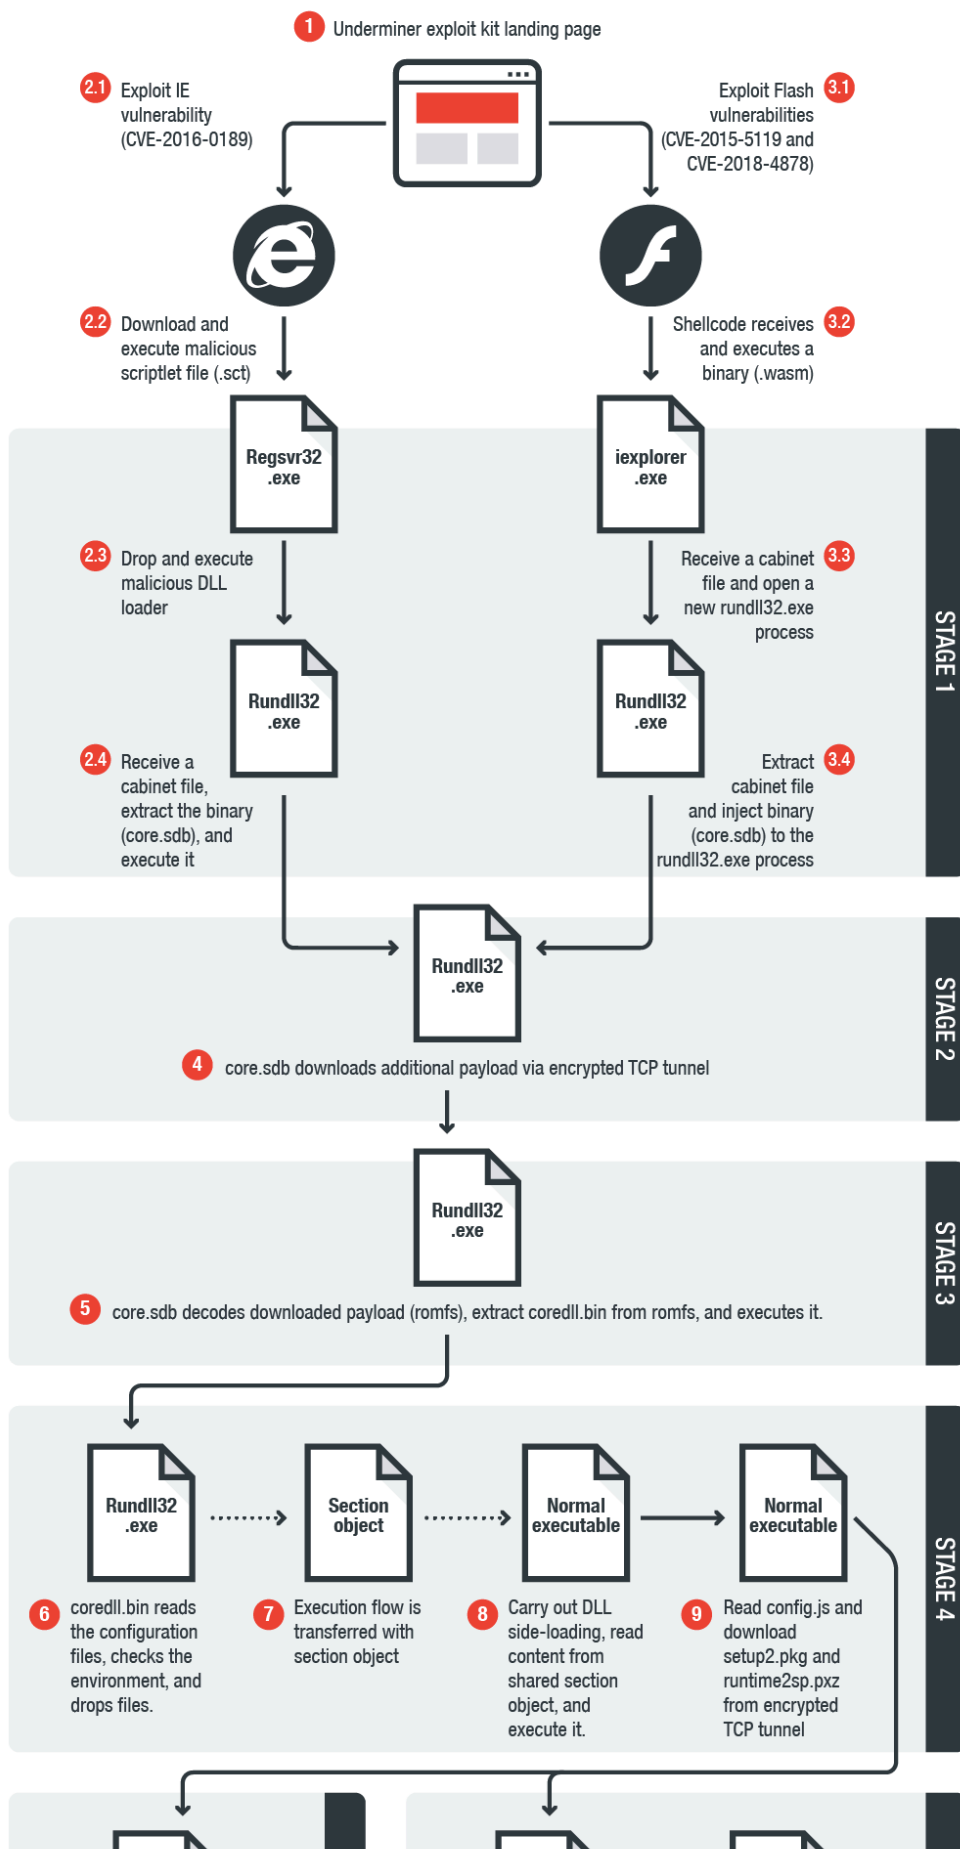 1 Underminer exploit kit landing page
2.1 Exploit IE
vulnerability
(CVE-2016-0189)
3.1 Exploit Flash
vulnerabilities
(CVE-2015-5119 and
CVE-2018-4878)
2.2 Download and
execute malicious
scriptlet file (.sct)
3.2 Shellcode receives
and executes a
binary (.wasm)
Regsvr32
.exe
iexplorer
.exe
2.3 Drop and execute
malicious DLL
loader
3.3 Receive a cabinet
file and open a
new rundll32.exe
process
STAGE 1
Rundll32
.exe
Rundll32
.exe
2.4 Receive a
cabinet file,
extract the binary
(core.sdb), and
execute it
3.4 Extract
cabinet file
and inject binary
(core.sdb) to the
rundll32.exe process
Rundll32
.exe
STAGE 2
4 core.sdb downloads additional payload via encrypted TCP tunnel
Rundll32
.exe
STAGE 3
5 core.sdb decodes downloaded payload (romfs), extract coredll.bin from romfs, and executes it.
Rundll32
.exe
Section
object
Normal
executable
Normal
executable
STAGE 4
6 coredll.bin reads
the configuration
files, checks the
environment, and
drops files.
7 Execution flow is
transferred with
section object
8 Carry out DLL
side-loading, read
content from
shared section
object, and
execute it.
9 Read config.js and
download
setup2.pkg and
runtime2sp.pxz
from encrypted
TCP tunnel